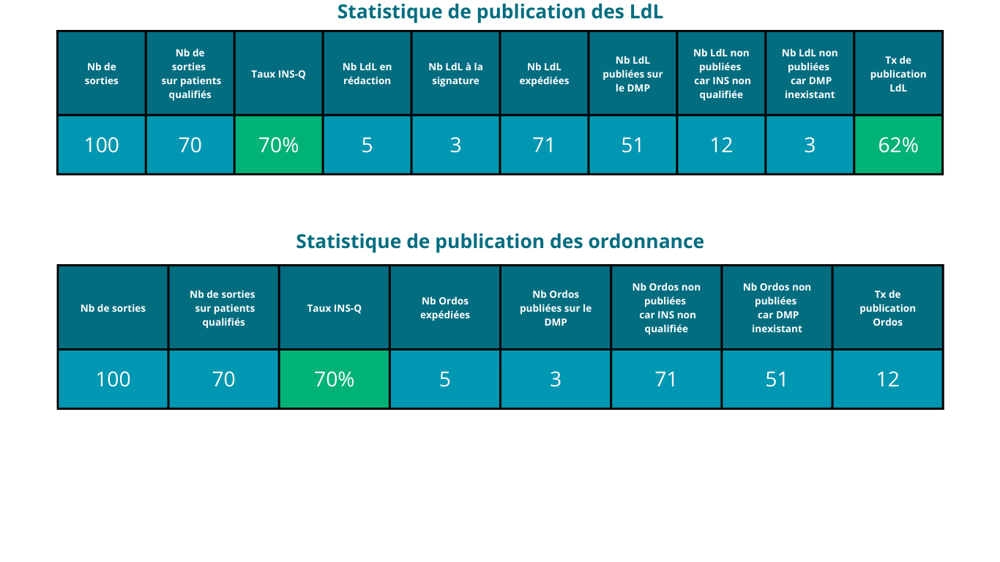 Statistique de publication des LdL
Nb de
sorties
Nb de
sorties
sur patients
qualifiés
Taux INS-Q
Nb LdL en
rédaction
Nb LdL à la
signature
Nb LdL
expédiées
Nb LdL
publiées sur
le DMP
Nb LdL non
publiées
car INS non
qualifiée
Nb LdL non
publiées
car DMP
inexistant
Tx de
publication
LdL
100
70
70%
5
3
71
51
12
3
62%
Statistique de publication des ordonnance
Nb de sorties
Nb de sorties
sur patients
qualifiés
Taux INS-Q
Nb Ordos
expédiées
Nb Ordos
publiées sur le
DMP
Nb Ordos non
publiées
car INS non
qualifiée
Nb Ordos non
publiées
car DMP
inexistant
Tx de
publication
Ordos
100
70
70%
5
3
71
51
12